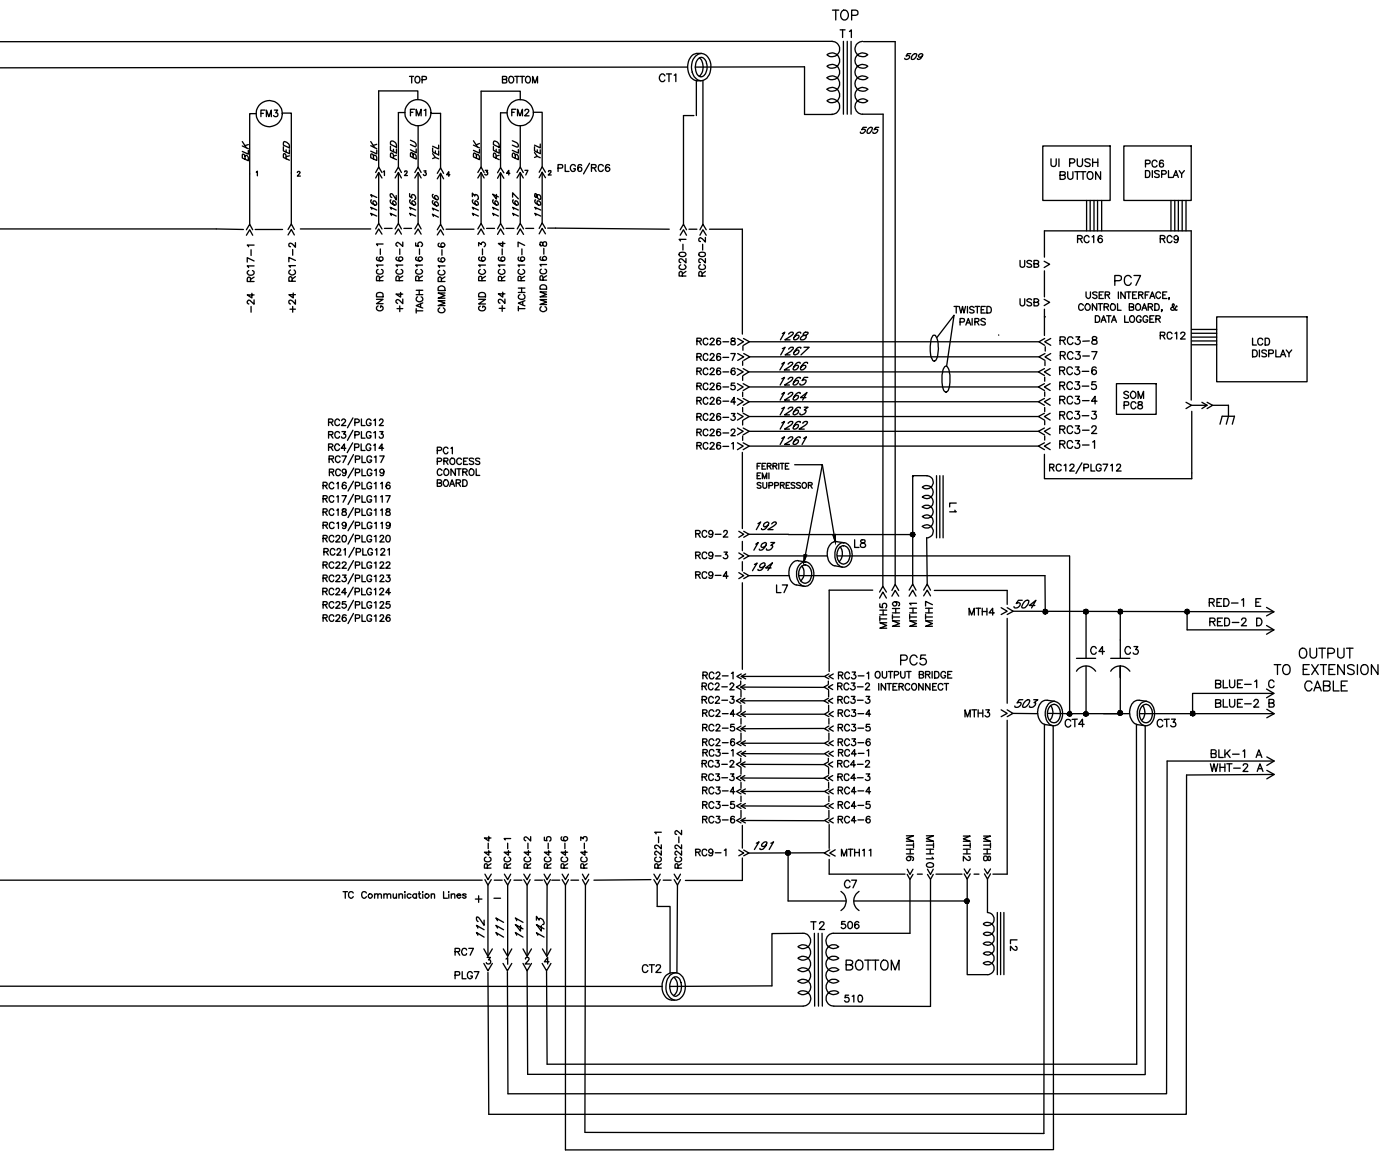 TOP
T1
509
505
CT1
TOP
BOTTOM
FM3
FM1
FM2
BLK
RED
BLK
RED
BLU
YEL
BLK
RED
BLU
YEL
1
2
1
2
3
4
3
4
7
2
PLG6/RC6
1161
1162
1165
1166
1163
1164
1167
1168
-24 RC17-1
+24 RC17-2
GND RC16-1
+24 RC16-2
TACH RC16-5
CMMD RC16-6
GND RC16-3
+24 RC16-4
TACH RC16-7
CMMD RC16-8
RC20-1
RC20-2
UI PUSH
BUTTON
PC6
DISPLAY
RC16
RC9
USB
USB
PC7
USER INTERFACE,
CONTROL BOARD, &
DATA LOGGER
RC12
LCD
DISPLAY
SOM
PC8
RC12/PLG712
TWISTED
PAIRS
RC26-8 1268 RC3-8
RC26-7 1267 RC3-7
RC26-6 1266 RC3-6
RC26-5 1265 RC3-5
RC26-4 1264 RC3-4
RC26-3 1263 RC3-3
RC26-2 1262 RC3-2
RC26-1 1261 RC3-1
RC2/PLG12
RC3/PLG13
RC4/PLG14
RC7/PLG17
RC9/PLG19
RC16/PLG116
RC17/PLG117
RC18/PLG118
RC19/PLG119
RC20/PLG120
RC21/PLG121
RC22/PLG122
RC23/PLG123
RC24/PLG124
RC25/PLG125
RC26/PLG126
PC1
PROCESS
CONTROL
BOARD
FERRITE
EMI
SUPPRESSOR
L1
RC9-2 192
RC9-3 193
L8
RC9-4 194
L7
MTH5
MTH9
MTH1
MTH7
MTH4 504
RED-1 E
RED-2 D
C4
C3
OUTPUT
TO EXTENSION
CABLE
BLUE-1 C
BLUE-2 B
MTH3 503
CT4
CT3
BLK-1 A
WHT-2 A
PC5
OUTPUT BRIDGE
INTERCONNECT
RC2-1 RC3-1
RC2-2 RC3-2
RC2-3 RC3-3
RC2-4 RC3-4
RC2-5 RC3-5
RC2-6 RC3-6
RC3-1 RC4-1
RC3-2 RC4-2
RC3-3 RC4-3
RC3-4 RC4-4
RC3-5 RC4-5
RC3-6 RC4-6
RC9-1 191 MTH11
MTH6
MTH10
MTH2
MTH8
C7
L2
RC4-4
RC4-1
RC4-2
RC4-5
RC4-6
RC4-3
RC22-1
RC22-2
TC Communication Lines + -
112
111
141
143
RC7
3
1
2
4
PLG7
CT2
T2
506
BOTTOM
510